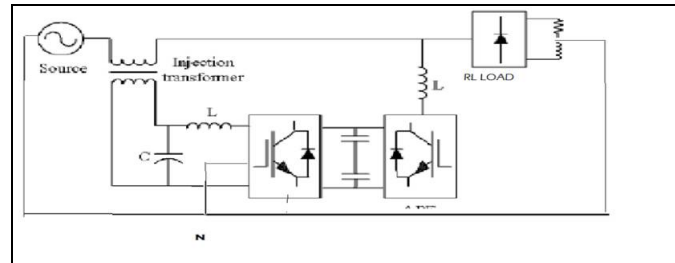 Source
Injection
transformer
L
C
L
RL LOAD
N